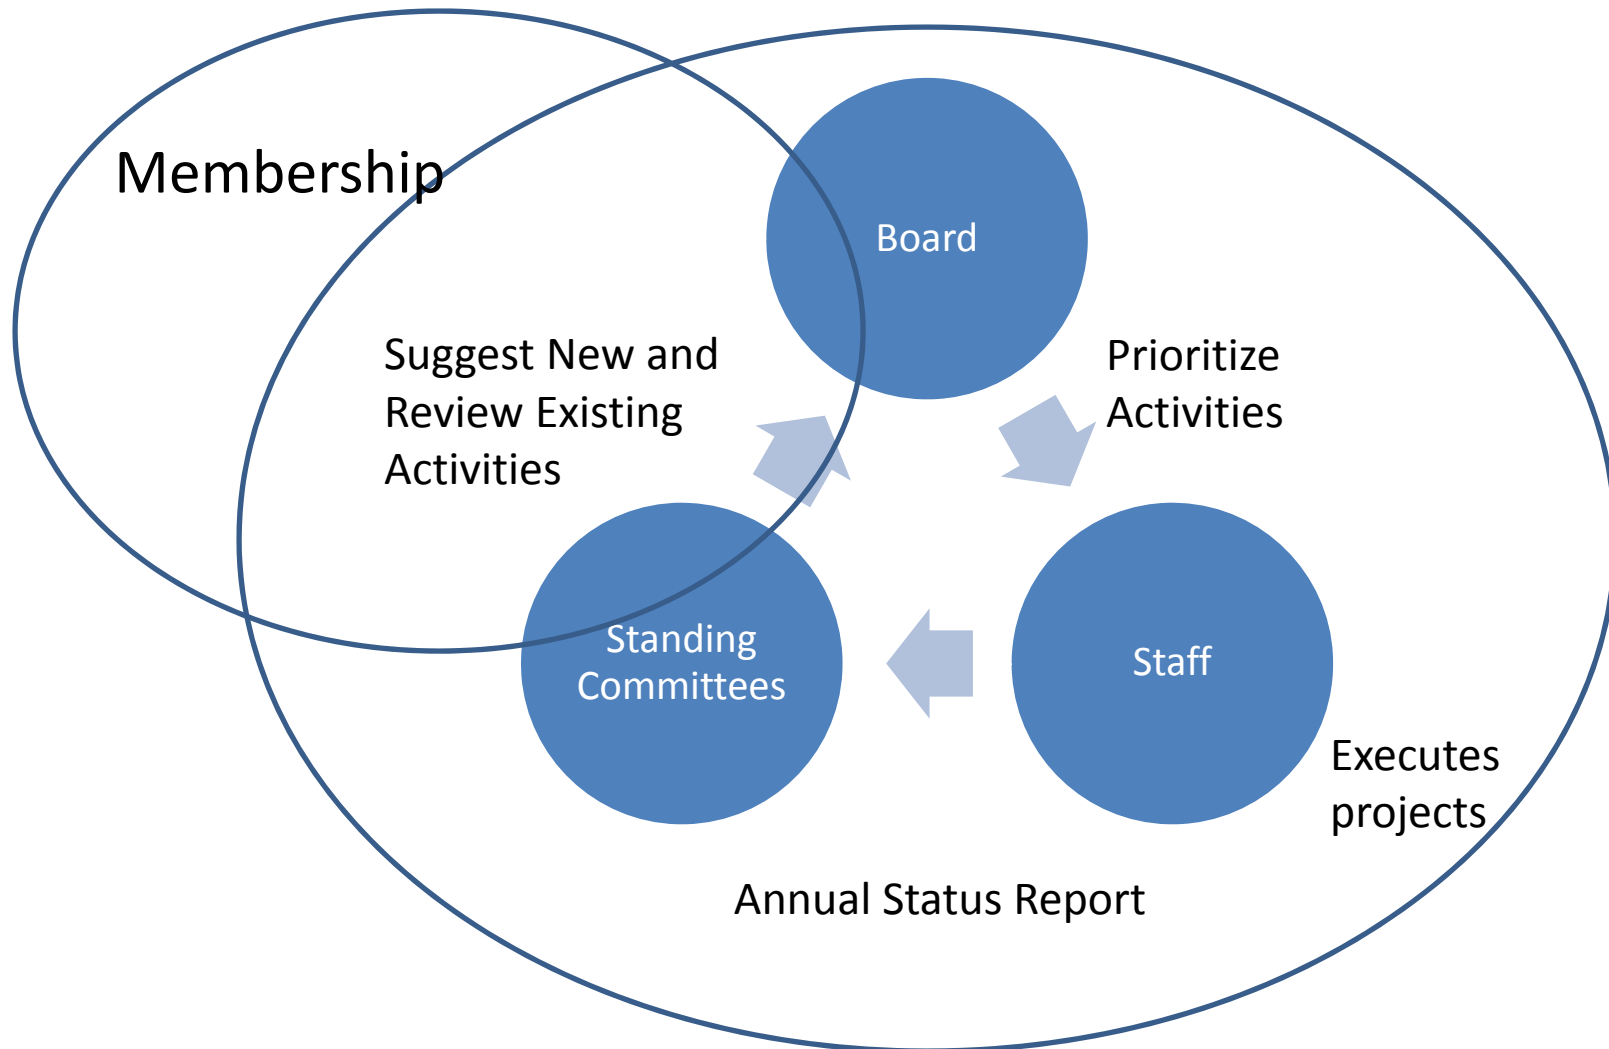 Membership
Board
Suggest New and
Review Existing
Activities
Prioritize
Activities
Standing
Committees
Staff
Executes
projects
Annual Status Report